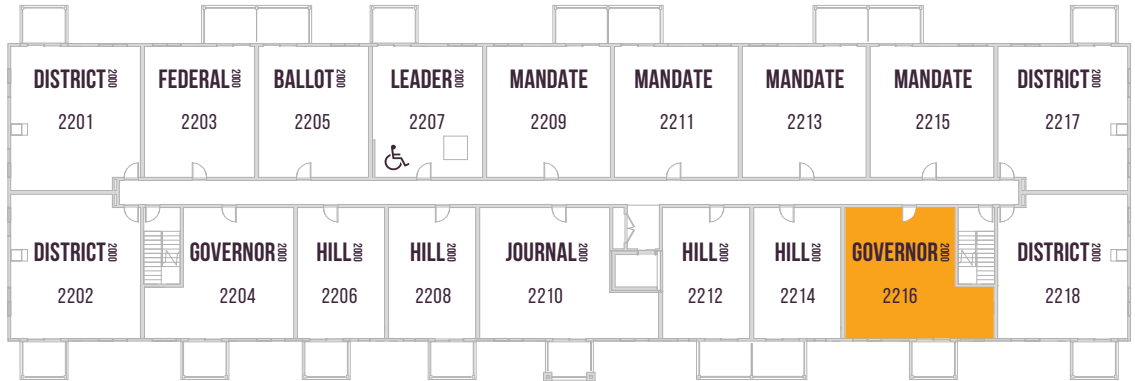 DISTRICT 2000
2201
FEDERAL 2000
2203
BALLOT 2000
2205
LEADER 2000
2207
MANDATE
2209
MANDATE
2211
MANDATE
2213
MANDATE
2215
DISTRICT 2000
2217
DISTRICT 2000
2202
GOVERNOR 2000
2204
HILL 2000
2206
HILL 2000
2208
JOURNAL 2000
2210
HILL 2000
2212
HILL 2000
2214
GOVERNOR 2000
2216
DISTRICT 2000
2218